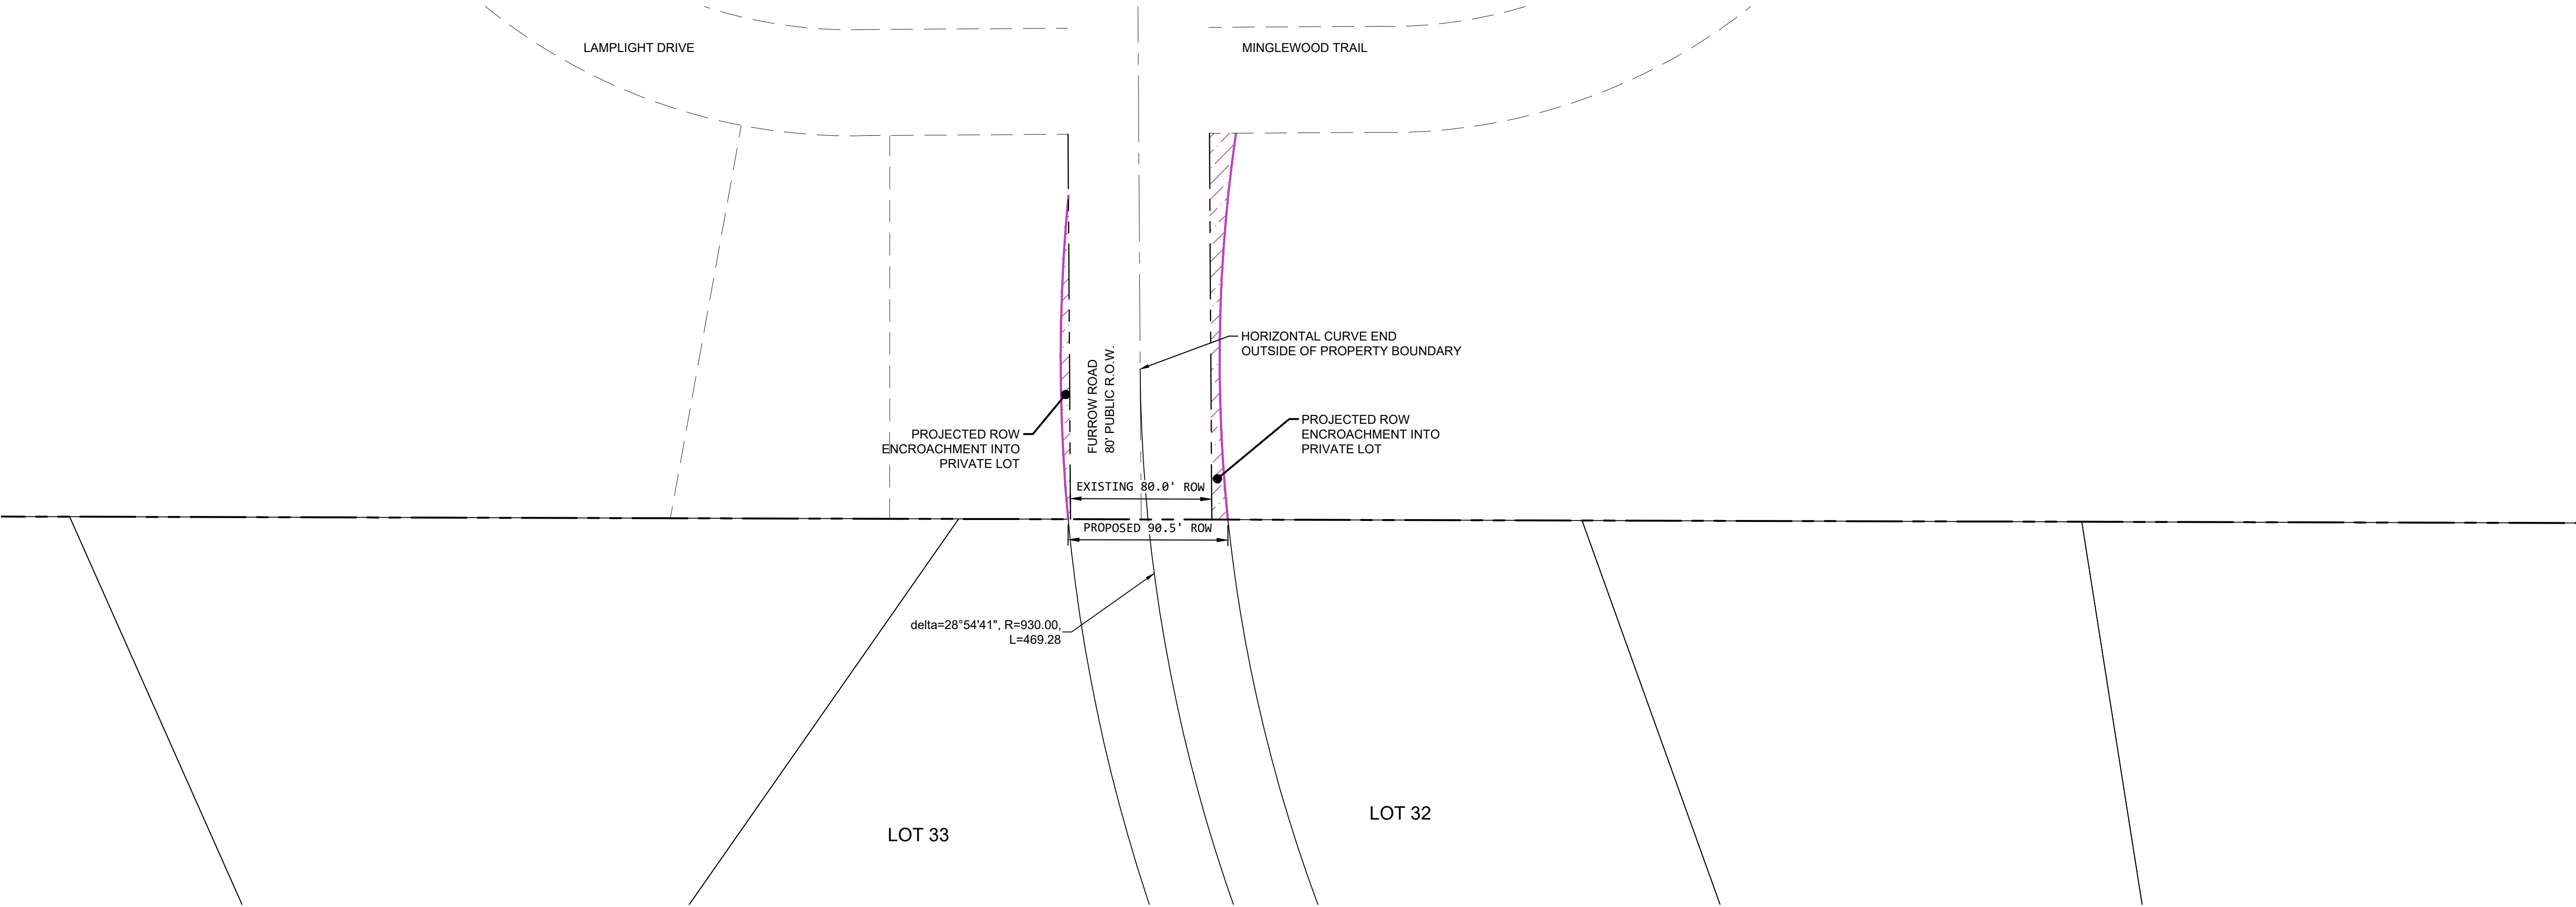 LAMPLIGHT DRIVE
MINGLEWOOD TRAIL
HORIZONTAL CURVE END
OUTSIDE OF PROPERTY BOUNDARY
FURROW ROAD
80' PUBLIC R.O.W.
PROJECTED ROW
ENCROACHMENT INTO
PRIVATE LOT
PROJECTED ROW
ENCROACHMENT INTO
PRIVATE LOT
EXISTING 80.0' ROW
PROPOSED 90.5' ROW
delta=28°54'41", R=930.00,
L=469.28
LOT 33
LOT 32